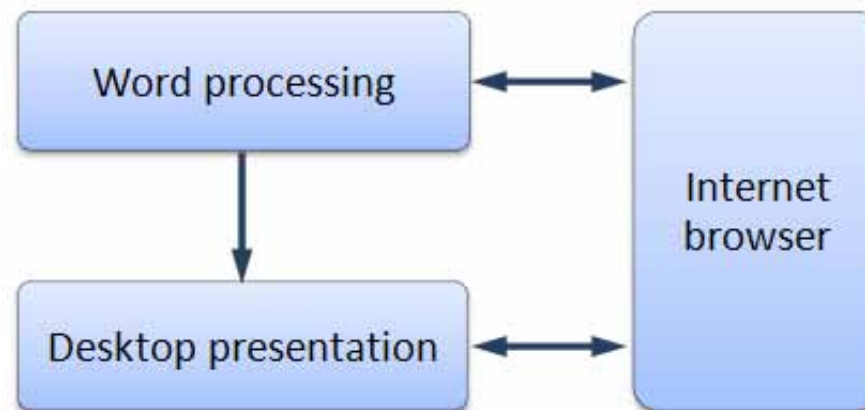 Word processing
Internet
browser
Desktop presentation